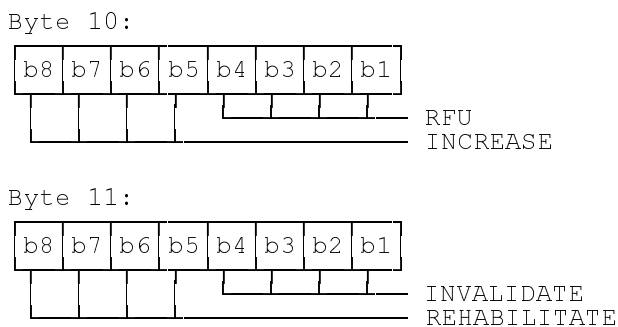 Byte 10:
b8 b7 b6 b5 b4 b3 b2 b1
RFU
INCREASE
Byte 11:
b8 b7 b6 b5 b4 b3 b2 b1
INVALIDATE
REHABILITATE